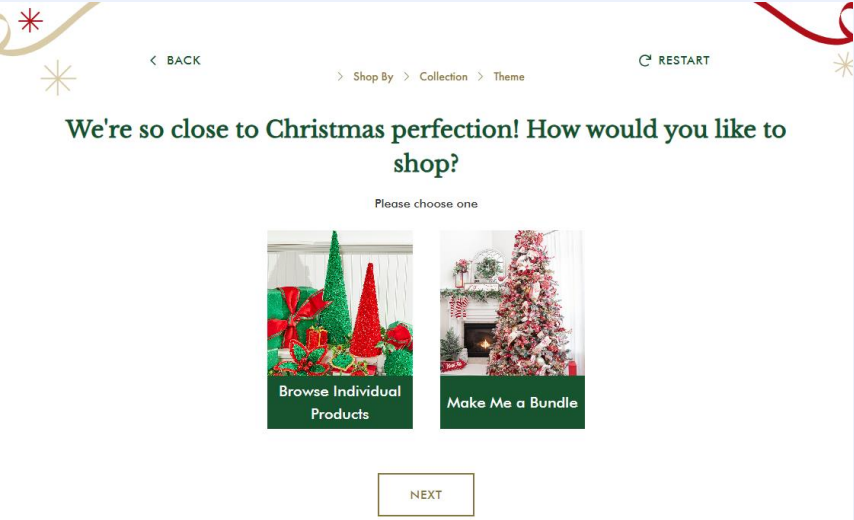 BACK
RESTART
Shop By
Collection
Theme
We're so close to Christmas perfection! How would you like to
shop?
Please choose one
Browse Individual
Products
Make Me a Bundle
NEXT